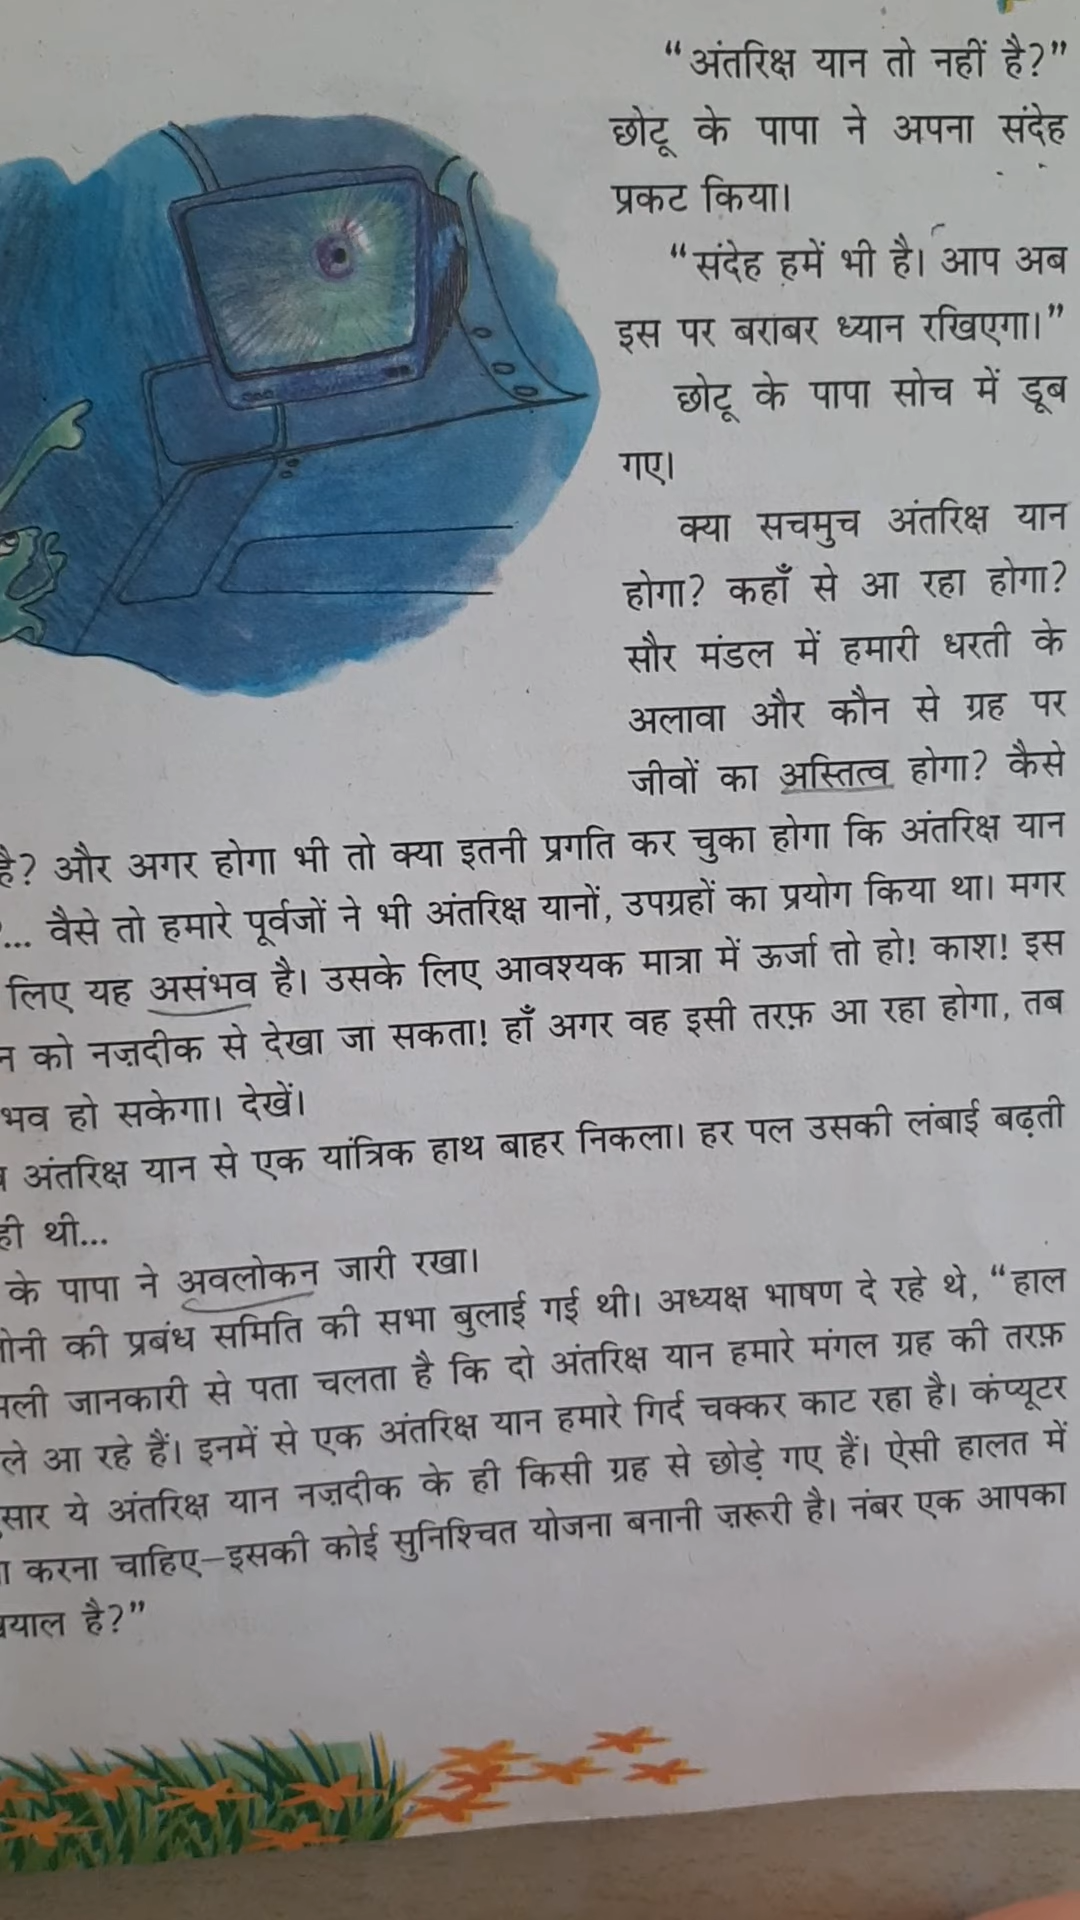 “अंतरिक्ष यान तो नहीं है?”
छोटू के पापा ने अपना संदेह
प्रकट किया।
“संदेह हमें भी है। आप अब
इस पर बराबर ध्यान रखिएगा।”
छोटू के पापा सोच में डूब
गए।
क्या सचमुच अंतरिक्ष यान
होगा? कहाँ से आ रहा होगा?
सौर मंडल में हमारी धरती के
अलावा और कौन से ग्रह पर
जीवों का अस्तित्व होगा? कैसे
है? और अगर होगा भी तो क्या इतनी प्रगति कर चुका होगा कि अंतरिक्ष यान
... वैसे तो हमारे पूर्वजों ने भी अंतरिक्ष यानों, उपग्रहों का प्रयोग किया था। मगर
लिए यह असंभव है। उसके लिए आवश्यक मात्रा में ऊर्जा तो हो! काश! इस
को नज़दीक से देखा जा सकता! हाँ अगर वह इसी तरफ़ आ रहा होगा, तब
भव हो सकेगा। देखें।
अंतरिक्ष यान से एक यांत्रिक हाथ बाहर निकला। हर पल उसकी लंबाई बढ़ती
ही थी...
के पापा ने अवलोकन जारी रखा।
की प्रबंध समिति की सभा बुलाई गई थी। अध्यक्ष भाषण दे रहे थे, “हाल
जानकारी से पता चलता है कि दो अंतरिक्ष यान हमारे मंगल ग्रह की तरफ़
ले आ रहे हैं। इनमें से एक अंतरिक्ष यान हमारे गिर्द चक्कर काट रहा है। कंप्यूटर
सार ये अंतरिक्ष यान नज़दीक के ही किसी ग्रह से छोड़े गए हैं। ऐसी हालत में
करना चाहिए–इसकी कोई सुनिश्चित योजना बनानी ज़रूरी है। नंबर एक आपका
याल है?”